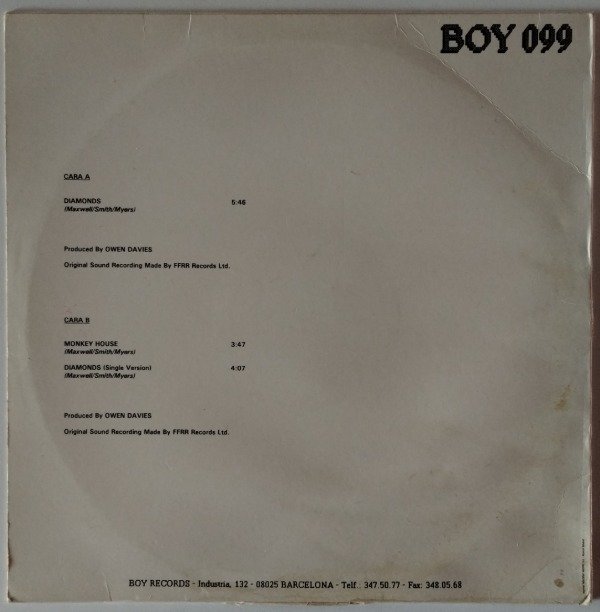 BOY 099
CARA A
DIAMONDS 5:46
(Maxwell/Smith/Myers)
Produced By OWEN DAVIES
Original Sound Recording Made By FFRR Records Ltd.
CARA B
MONKEY HOUSE 3:47
(Maxwell/Smith/Myers)
DIAMONDS (Single Version) 4:07
(Maxwell/Smith/Myers)
Produced By OWEN DAVIES
Original Sound Recording Made By FFRR Records Ltd.
BOY RECORDS - Industria, 132 - 08025 BARCELONA - Telf.: 347.50.77 - Fax: 348.05.68